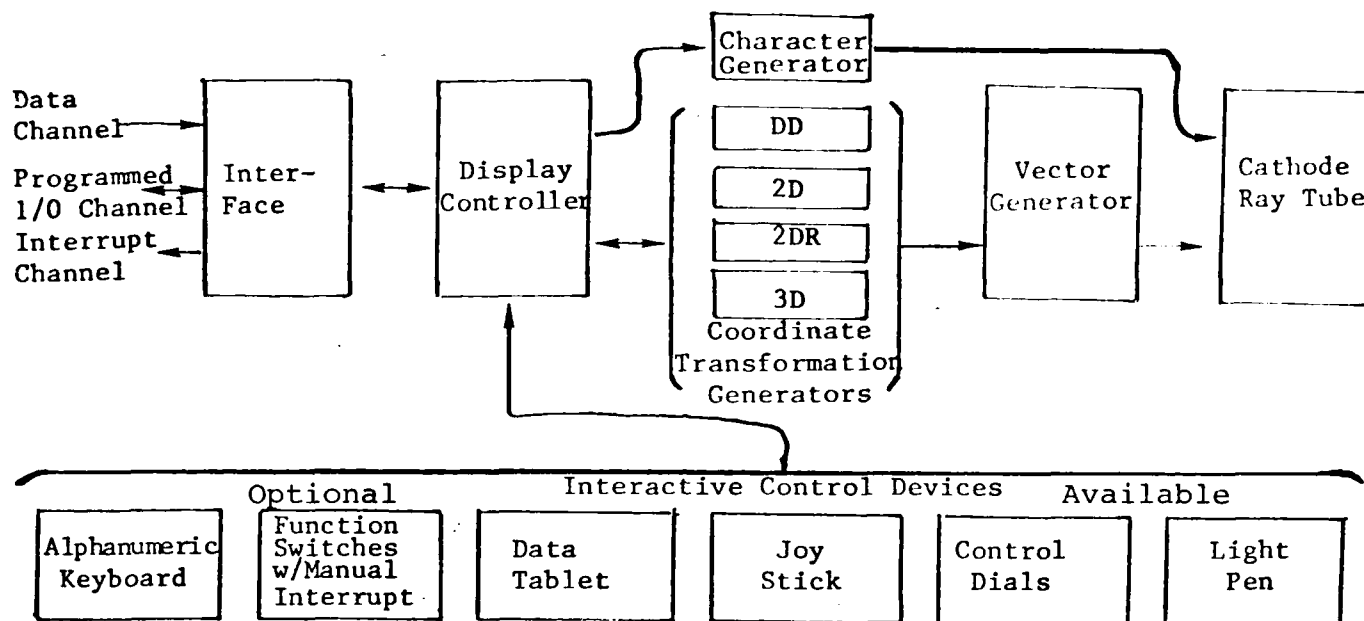 Character
Generator
Data
Channel
Programmed
1/O Channel
Interrupt
Channel
Inter-
Face
Display
Controller
DD
2D
2DR
3D
Coordinate
Transformation
Generators
Vector
Generator
Cathode
Ray Tube
Optional
Interactive Control Devices
Available
Alphanumeric
Keyboard
Function
Switches
w/Manual
Interrupt
Data
Tablet
Joy
Stick
Control
Dials
Light
Pen